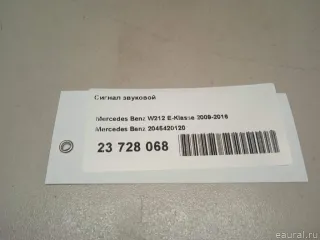 Сигнал звуковой
Mercedes Benz W212 E-Klasse 2009-2016
Mercedes Benz 2045420120
23 728 068
eaural.ru